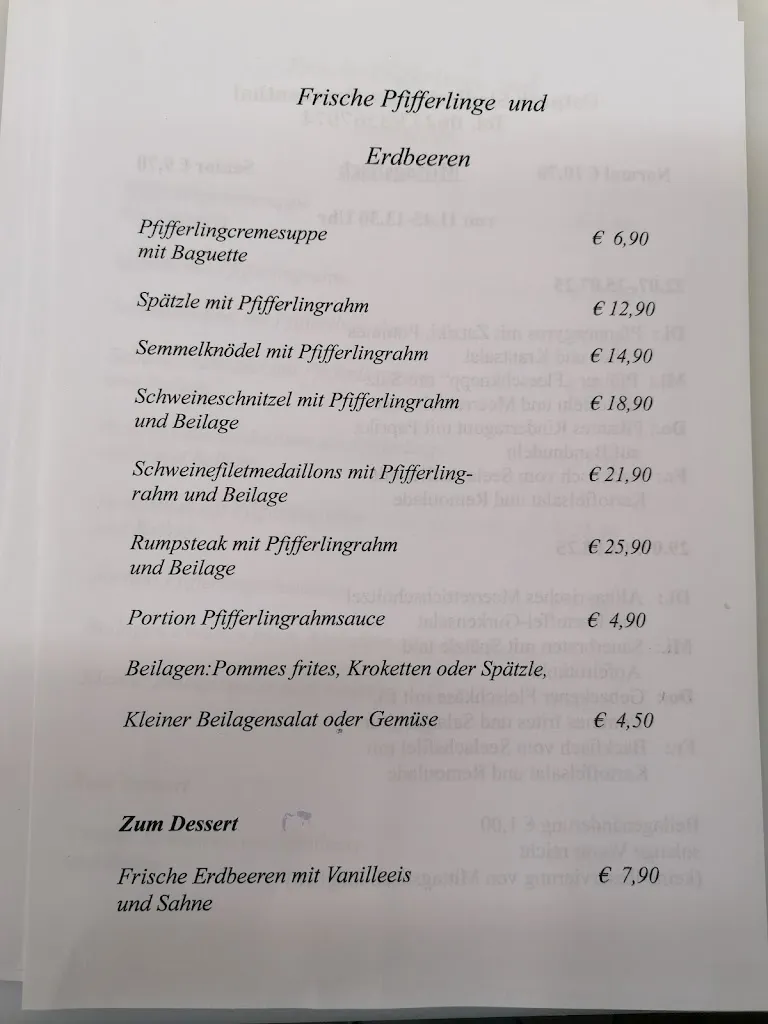 Frische Pfifferlinge und
Erdbeeren
Pfifferlingcremesuppe
mit Baguette € 6,90
Spätzle mit Pfifferlingrahm € 12,90
Semmelknödel mit Pfifferlingrahm € 14,90
Schweineschnitzel mit Pfifferlingrahm € 18,90
und Beilage
Schweinefiletmedaillons mit Pfifferling- € 21,90
rahm und Beilage
Rumpsteak mit Pfifferlingrahm € 25,90
und Beilage
Portion Pfifferlingrahmsauce € 4,90
Beilagen:Pommes frites, Kroketten oder Spätzle,
Kleiner Beilagensalat oder Gemüse € 4,50
Zum Dessert
Frische Erdbeeren mit Vanilleeis € 7,90
und Sahne